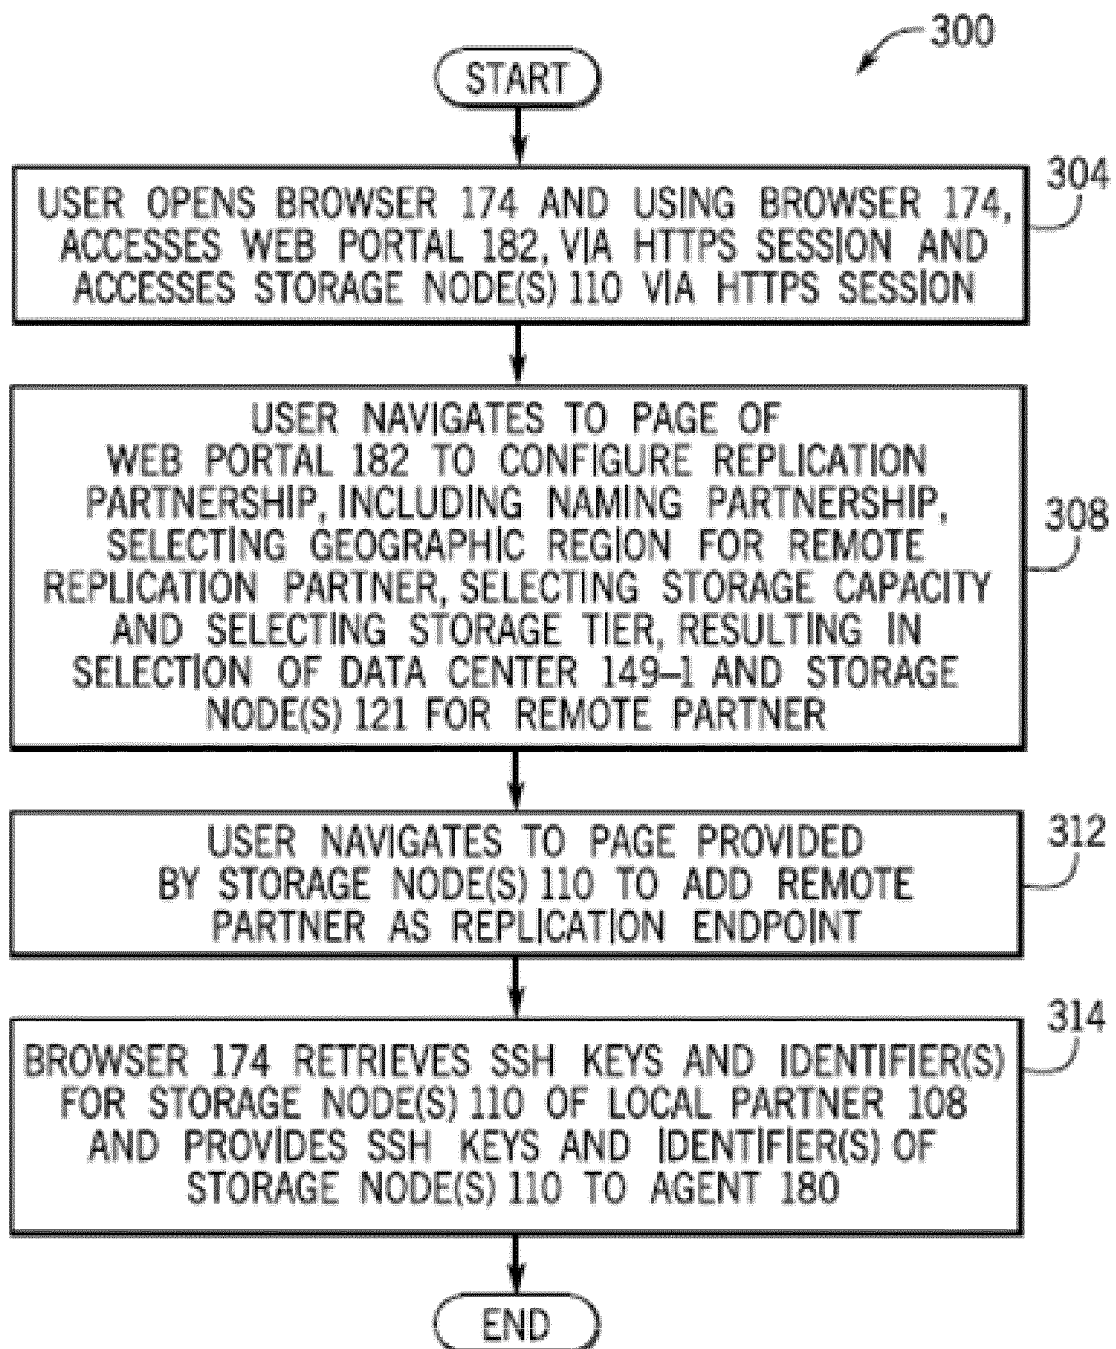 300
START
304
USER OPENS BROWSER 174 AND USING BROWSER 174,
ACCESSES WEB PORTAL 182, VIA HTTPS SESSION AND
ACCESSES STORAGE NODE(S) 110 VIA HTTPS SESSION
USER NAVIGATES TO PAGE OF
WEB PORTAL 182 TO CONFIGURE REPLICATION
PARTNERSHIP, INCLUDING NAMING PARTNERSHIP,
308
SELECTING GEOGRAPHIC REGION FOR REMOTE
REPLICATION PARTNER, SELECTING STORAGE CAPACITY
AND SELECTING STORAGE TIER, RESULTING IN
SELECTION OF DATA CENTER 149-1 AND STORAGE
NODE(S) 121 FOR REMOTE PARTNER
312
USER NAVIGATES TO PAGE PROVIDED
BY STORAGE NODE(S) 110 TO ADD REMOTE
PARTNER AS REPLICATION ENDPOINT
314
BROWSER 174 RETRIEVES SSH KEYS AND IDENTIFIER(S)
FOR STORAGE NODE(S) 110 OF LOCAL PARTNER 108
AND PROVIDES SSH KEYS AND IDENTIFIER(S) OF
STORAGE NODE(S) 110 TO AGENT 180
END